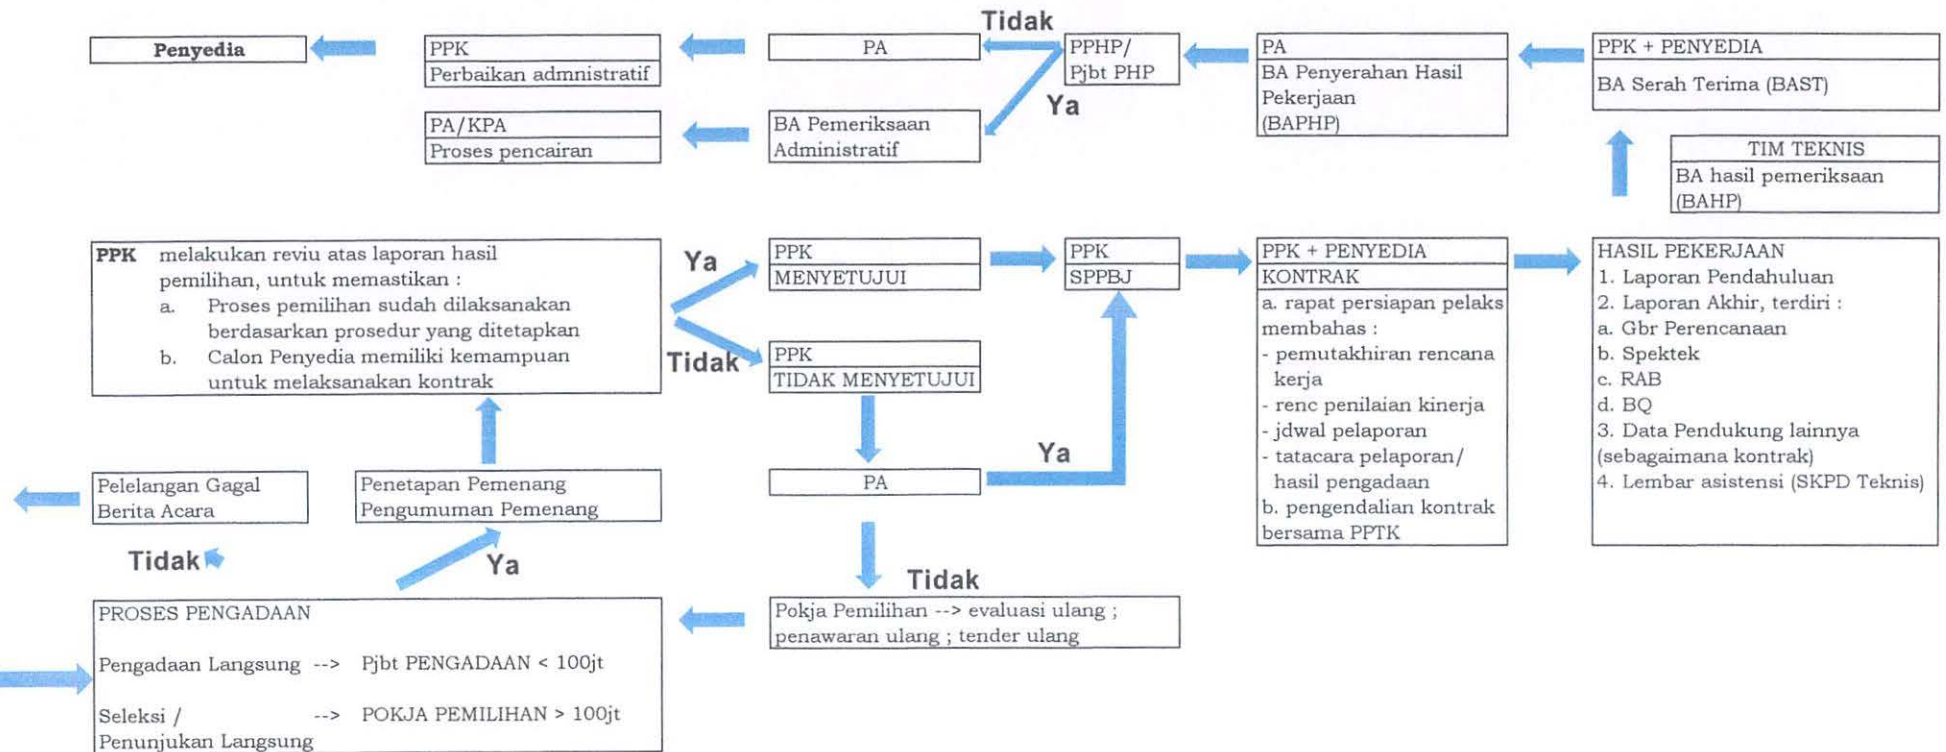 Tidak
Penyedia
PPK
Perbaikan admnistratif
PA
PPHP/
Pjbt PHP
PA
BA Penyerahan Hasil
Pekerjaan
(BAPHP)
PPK + PENYEDIA
BA Serah Terima (BAST)
Ya
PA/KPA
Proses pencairan
BA Pemeriksaan
Administratif
TIM TEKNIS
BA hasil pemeriksaan
(BAHP)
PPK melakukan reviu atas laporan hasil
pemilihan, untuk memastikan :
a. Proses pemilihan sudah dilaksanakan
berdasarkan prosedur yang ditetapkan
b. Calon Penyedia memiliki kemampuan
untuk melaksanakan kontrak
Ya
Tidak
PPK
MENYETUJUI
PPK
TIDAK MENYETUJUI
PPK
SPPBJ
PPK + PENYEDIA
KONTRAK
a. rapat persiapan pelaks
membahas :
- pemutakhiran rencana
kerja
- renc penilaian kinerja
- jdwal pelaporan
- tatacara pelaporan/
hasil pengadaan
b. pengendalian kontrak
bersama PPTK
HASIL PEKERJAAN
1. Laporan Pendahuluan
2. Laporan Akhir, terdiri :
a. Gbr Perencanaan
b. Spektek
c. RAB
d. BQ
3. Data Pendukung lainnya
(sebagaimana kontrak)
4. Lembar asistensi (SKPD Teknis)
PA
Ya
Pelelangan Gagal
Berita Acara
Penetapan Pemenang
Pengumuman Pemenang
Tidak
Ya
Tidak
Pokja Pemilihan --> evaluasi ulang ;
penawaran ulang ; tender ulang
PROSES PENGADAAN
Pengadaan Langsung --> Pjbt PENGADAAN < 100jt
Seleksi / --> POKJA PEMILIHAN > 100jt
Penunjukan Langsung